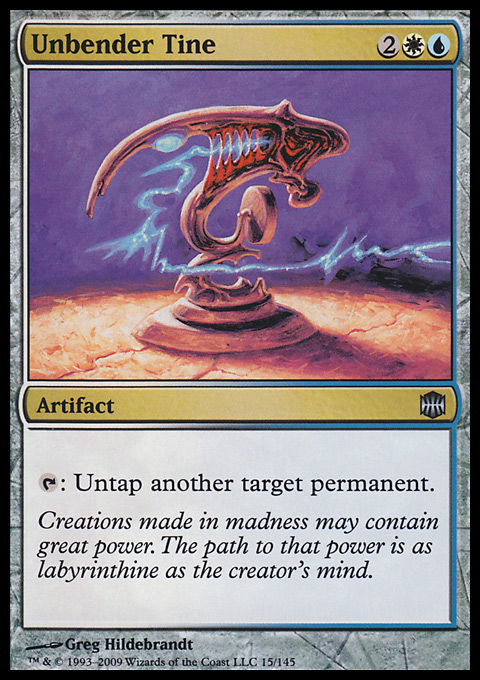 Unbender Tine 2
Artifact
: Untap another target permanent.
Creations made in madness may contain
great power. The path to that power is as
labyrinthine as the creator's mind.
Greg Hildebrandt
™ & © 1993–2009 Wizards of the Coast LLC 15/145